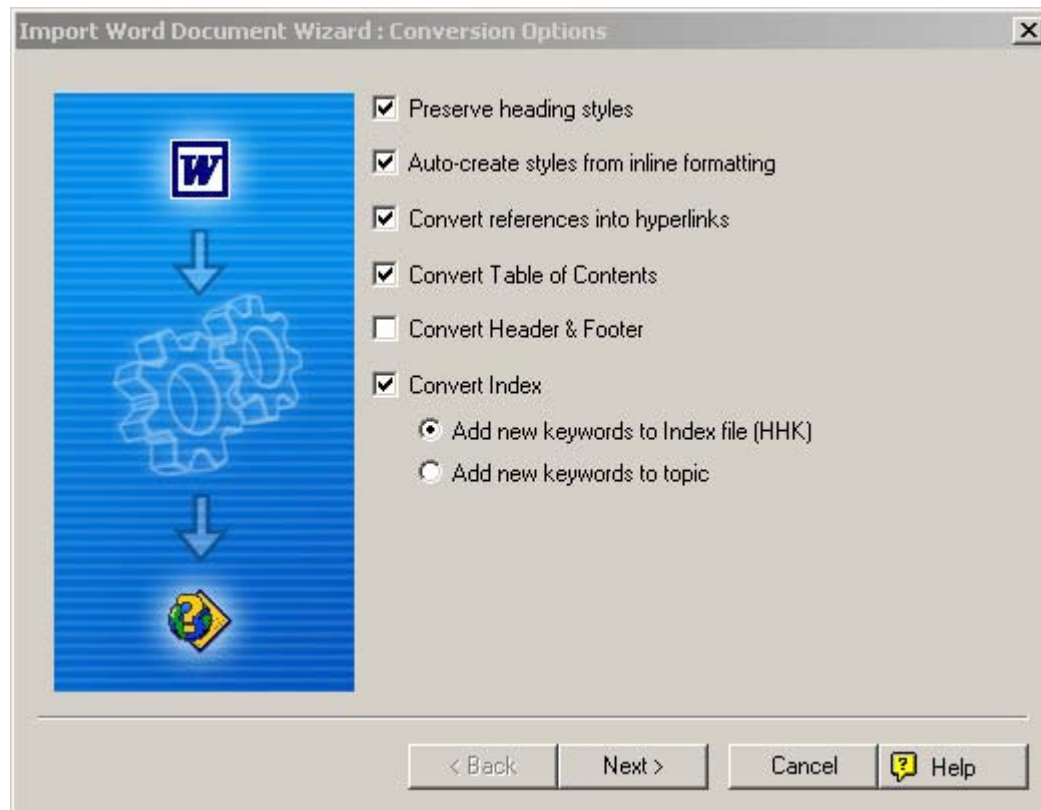 Import Word Document Wizard : Conversion Options
W
Preserve heading styles
Auto-create styles from inline formatting
Convert references into hyperlinks
Convert Table of Contents
Convert Header & Footer
Convert Index
Add new keywords to Index file (HHK)
Add new keywords to topic
< Back
Next >
Cancel
? Help